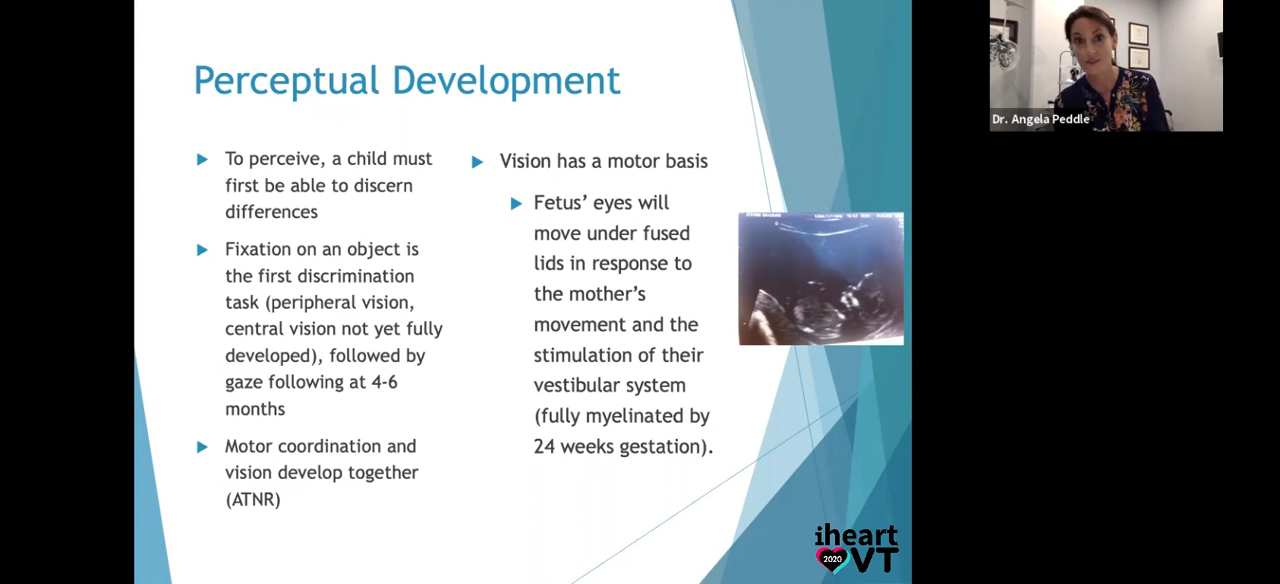 Perceptual Development
To perceive, a child must
first be able to discern
differences
Fixation on an object is
the first discrimination
task (peripheral vision,
central vision not yet fully
developed), followed by
gaze following at 4-6
months
Motor coordination and
vision develop together
(ATNR)
Vision has a motor basis
Fetus’ eyes will
move under fused
lids in response to
the mother’s
movement and the
stimulation of their
vestibular system
(fully myelinated by
24 weeks gestation).
iheart
2020 VT
Dr. Angela Peddle